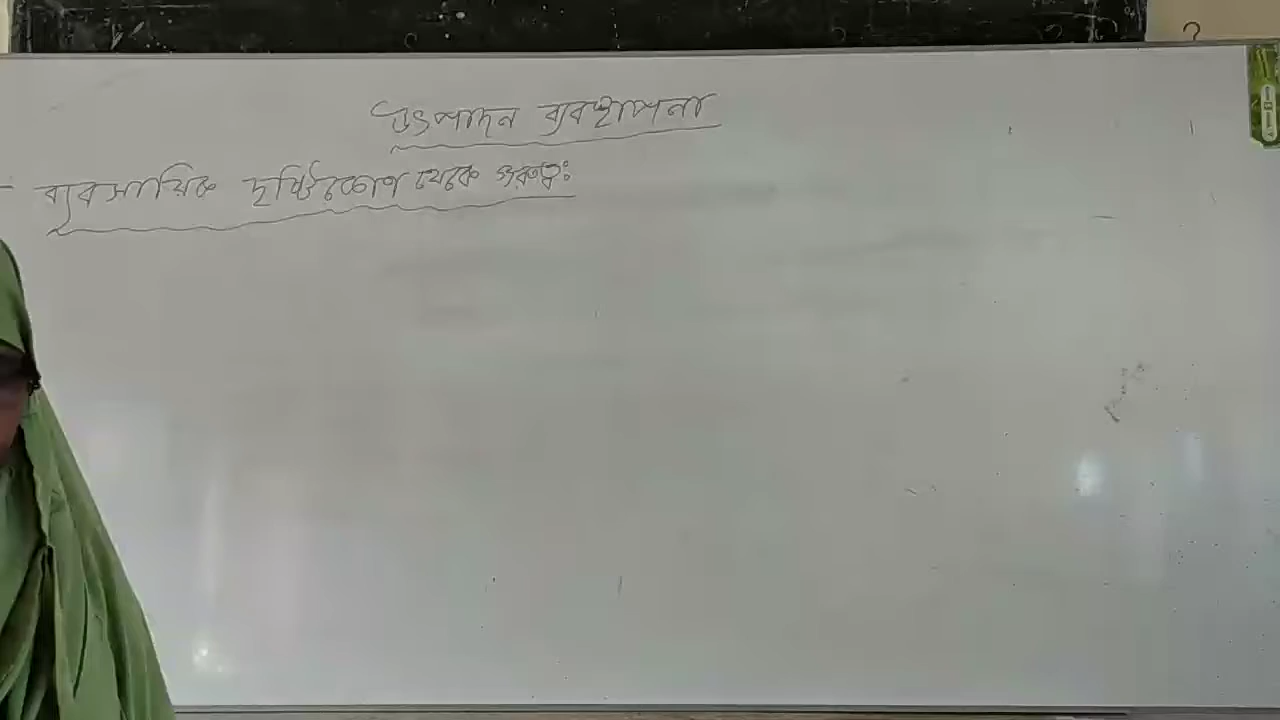 উৎপাদন ব্যবস্থাপনা
ব্যবসায়িক দৃষ্টিকোণ থেকে গুরুত্বঃ